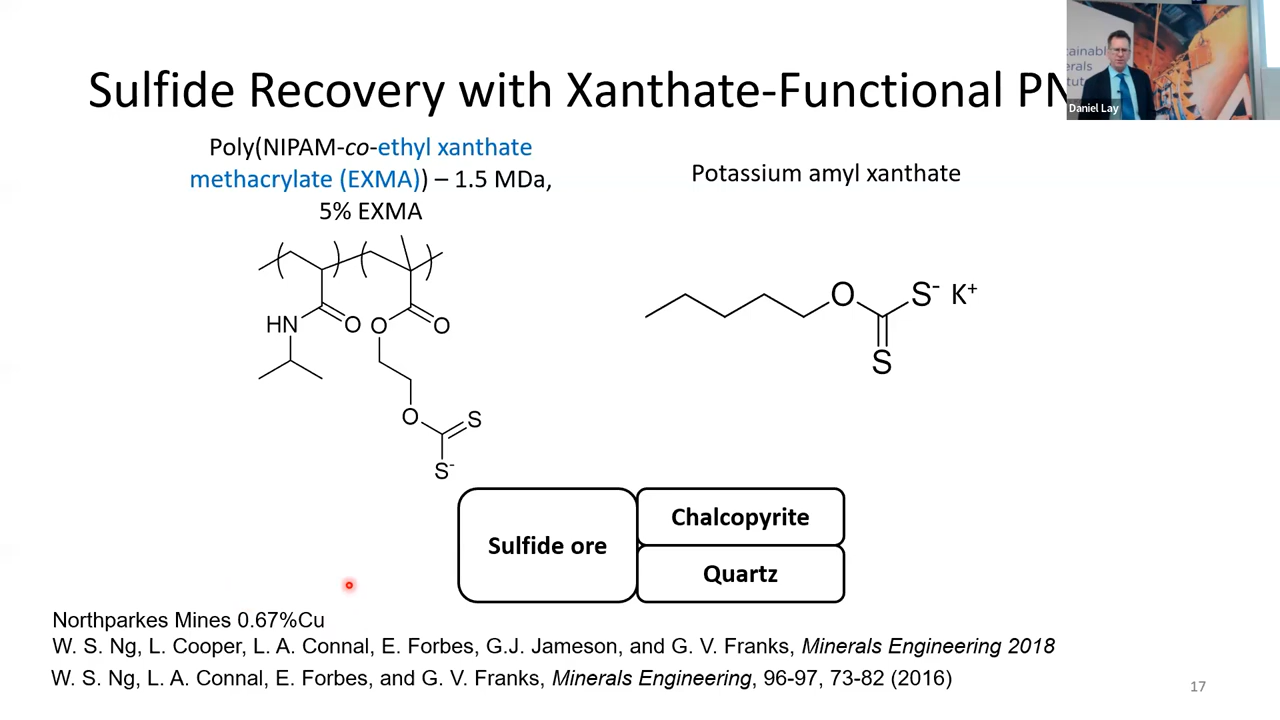 Sulfide Recovery with Xanthate-Functional
Poly(NIPAM-co-ethyl xanthate
methacrylate (EXMA)) – 1.5 MDa,
5% EXMA
Potassium amyl xanthate
HN
O
O
O
O
S
S-
O
S- K+
S
Sulfide ore
Chalcopyrite
Quartz
Northparkes Mines 0.67%Cu
W. S. Ng, L. Cooper, L. A. Connal, E. Forbes, G.J. Jameson, and G. V. Franks, Minerals Engineering 2018
W. S. Ng, L. A. Connal, E. Forbes, and G. V. Franks, Minerals Engineering, 96-97, 73-82 (2016)
17
Daniel Lay